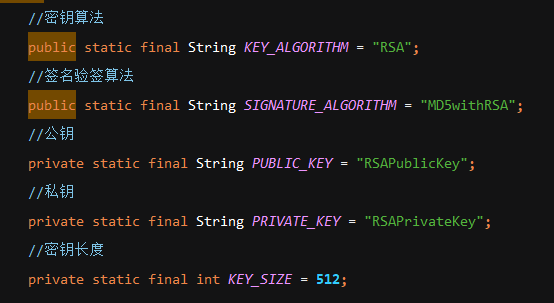 //密钥算法
public static final String KEY_ALGORITHM = "RSA";
//签名验签算法
public static final String SIGNATURE_ALGORITHM = "MD5withRSA";
//公钥
private static final String PUBLIC_KEY = "RSAPublicKey";
//私钥
private static final String PRIVATE_KEY = "RSAPrivateKey";
//密钥长度
private static final int KEY_SIZE = 512;